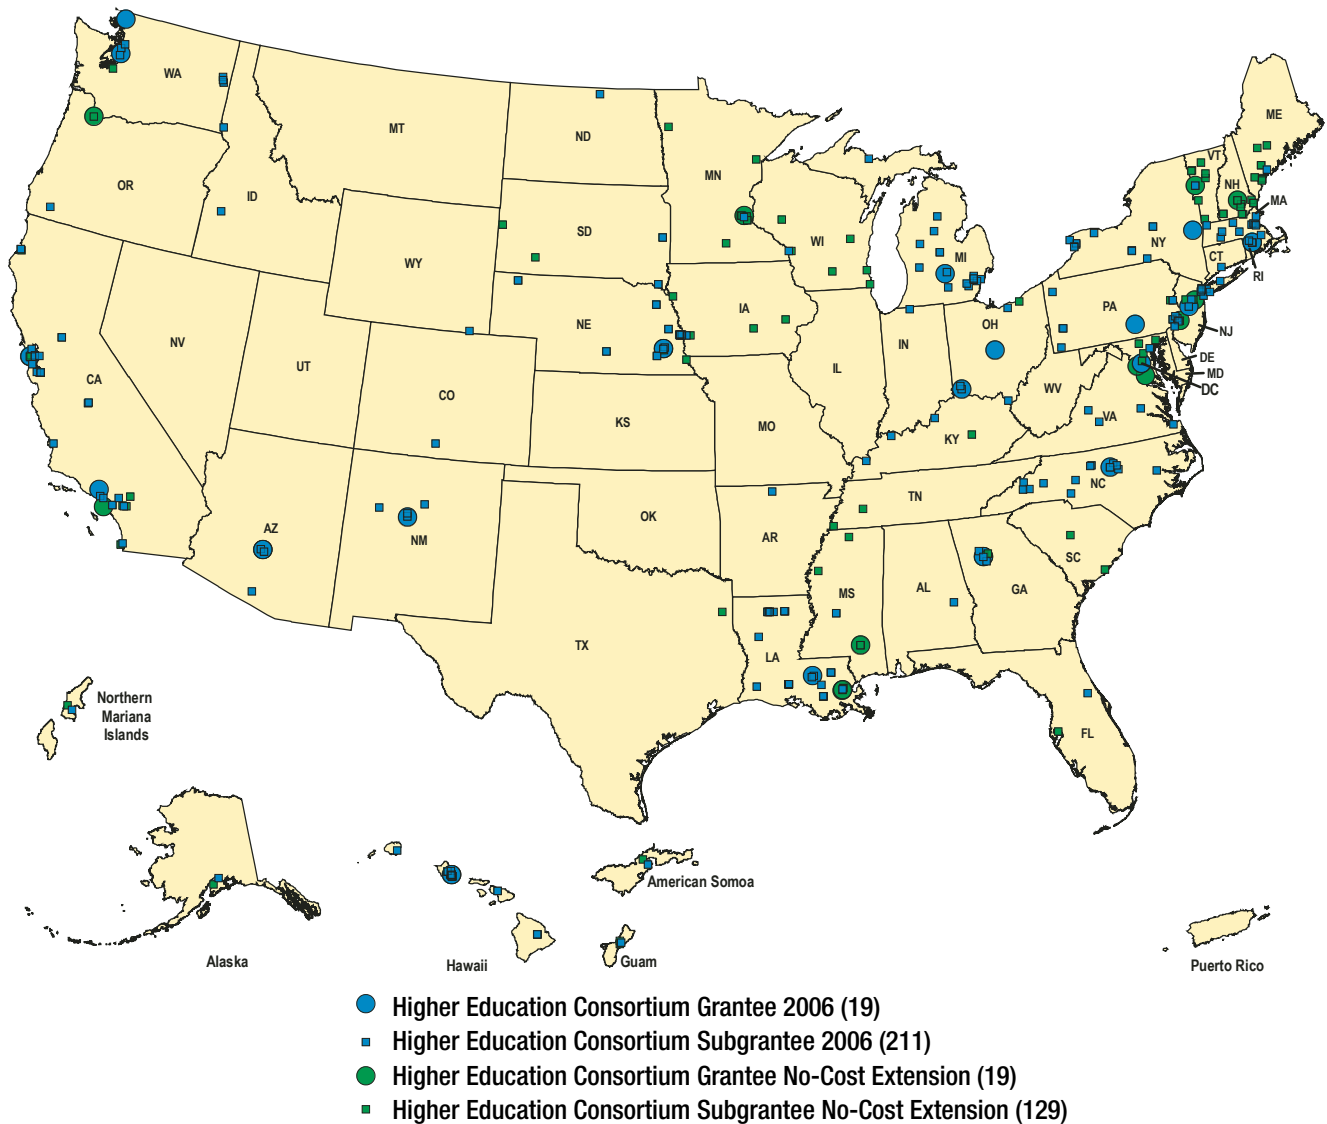 ME
WA
VT
MT
ND
MN
NH
OR
ID
MA
SD
WI
NY
MI
WY
CT
RI
IA
PA
NE
OH
NJ
NV
IN
UT
IL
DE
CA
MD
WV
CO
DC
VA
KS
MO
KY
NC
TN
OK
AZ
AR
NM
SC
MS
AL
GA
TX
LA
Northern
Mariana
Islands
FL
American Somoa
Alaska
Hawaii
Guam
Puerto Rico
Higher Education Consortium Grantee 2006 (19)
Higher Education Consortium Subgrantee 2006 (211)
Higher Education Consortium Grantee No-Cost Extension (19)
Higher Education Consortium Subgrantee No-Cost Extension (129)